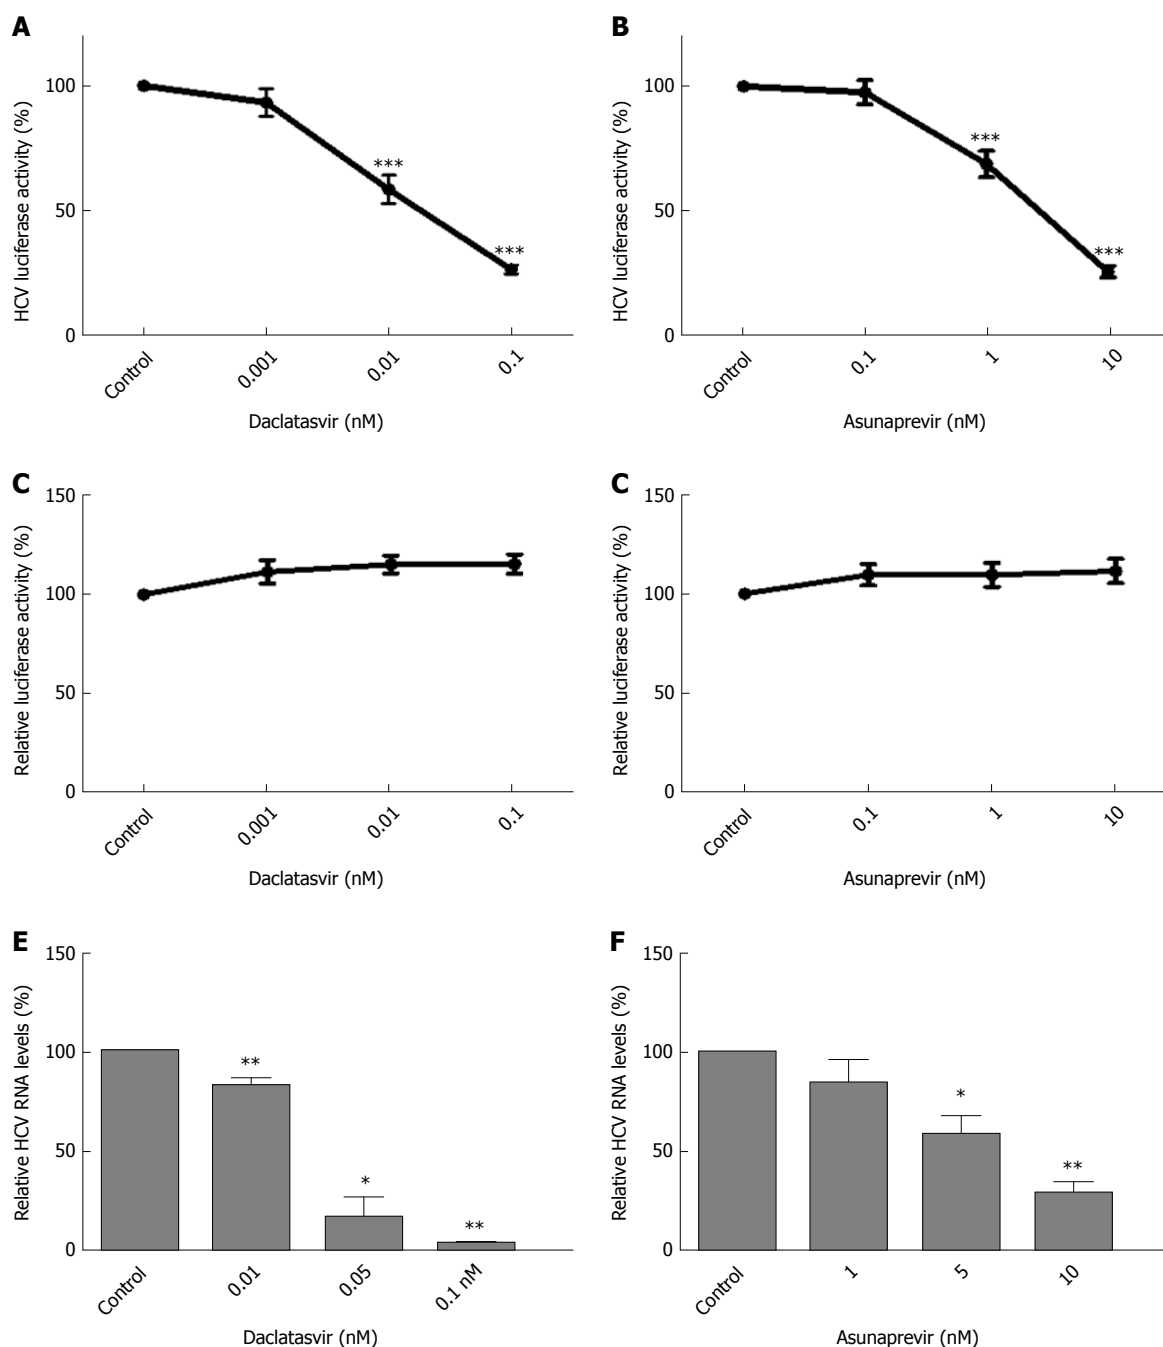 A
HCV luciferase activity (%)
100
50
0
***
***
Control
0.001
0.01
0.1
Daclatasvir (nM)
B
HCV luciferase activity (%)
100
50
0
***
***
Control
0.1
1
10
Asunaprevir (nM)
C
Relative luciferase activity (%)
150
100
50
0
Control
0.001
0.01
0.1
Daclatasvir (nM)
C
Relative luciferase activity (%)
150
100
50
0
Control
0.1
1
10
Asunaprevir (nM)
E
Relative HCV RNA levels (%)
150
100
50
0
**
*
**
Control
0.01
0.05
0.1 nM
Daclatasvir (nM)
F
Relative HCV RNA levels (%)
150
100
50
0
*
**
Control
1
5
10
Asunaprevir (nM)